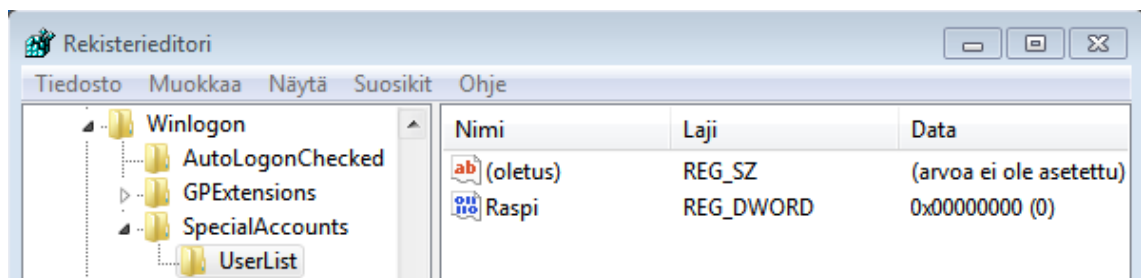 Rekisterieditori
Tiedosto Muokkaa Näytä Suosikit Ohje
Winlogon
AutoLogonChecked
GPExtensions
SpecialAccounts
UserList
Nimi Laji Data
(oletus) REG_SZ (arvoa ei ole asetettu)
Raspi REG_DWORD 0x00000000 (0)